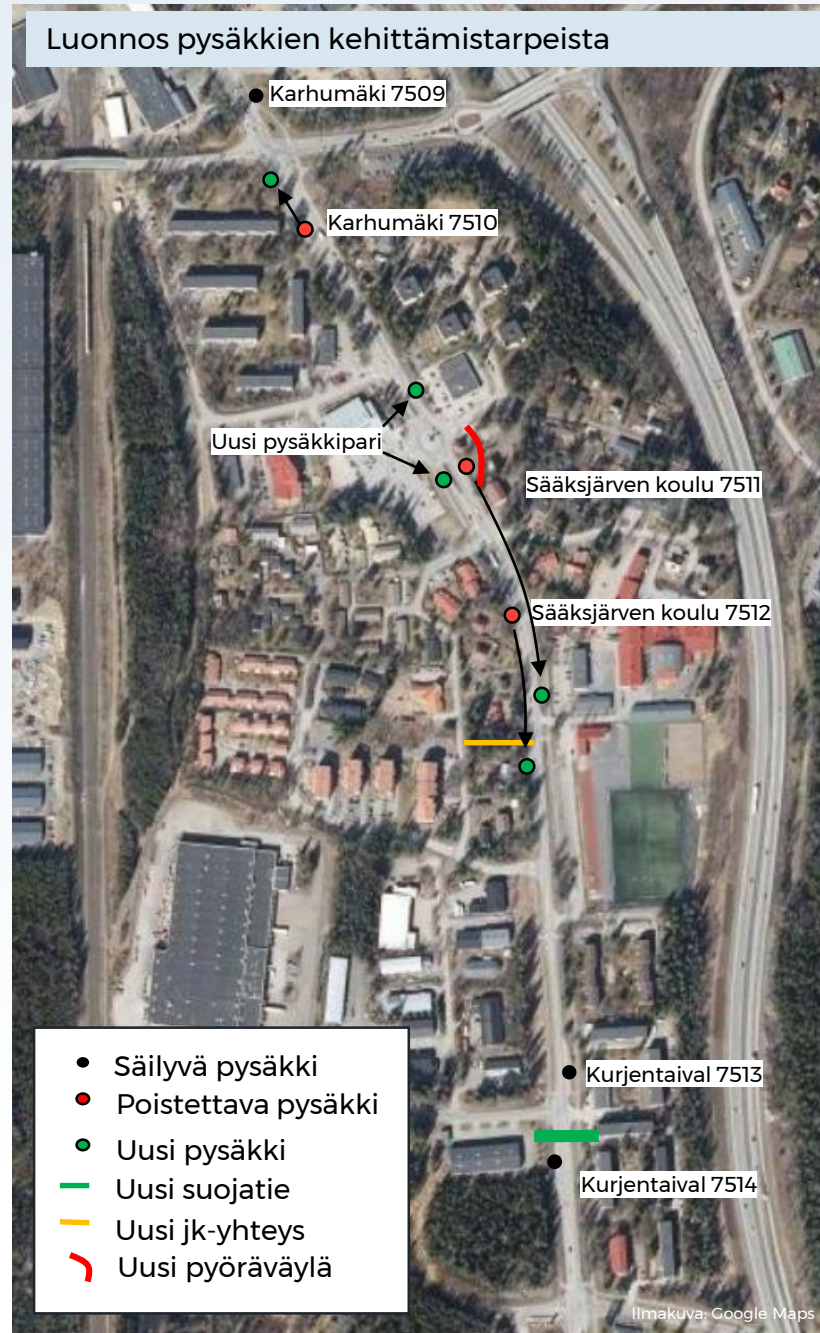 Luonnos pysäkkien kehittämistarpeista
Karhumäki 7509
Karhumäki 7510
Uusi pysäkkipari
Sääksjärven koulu 7511
Sääksjärven koulu 7512
Kurjentaival 7513
Kurjentaival 7514
Säilyvä pysäkki
Poistettava pysäkki
Uusi pysäkki
Uusi suojatie
Uusi jk-yhteys
Uusi pyöräväylä
Ilmakuva: Google Maps